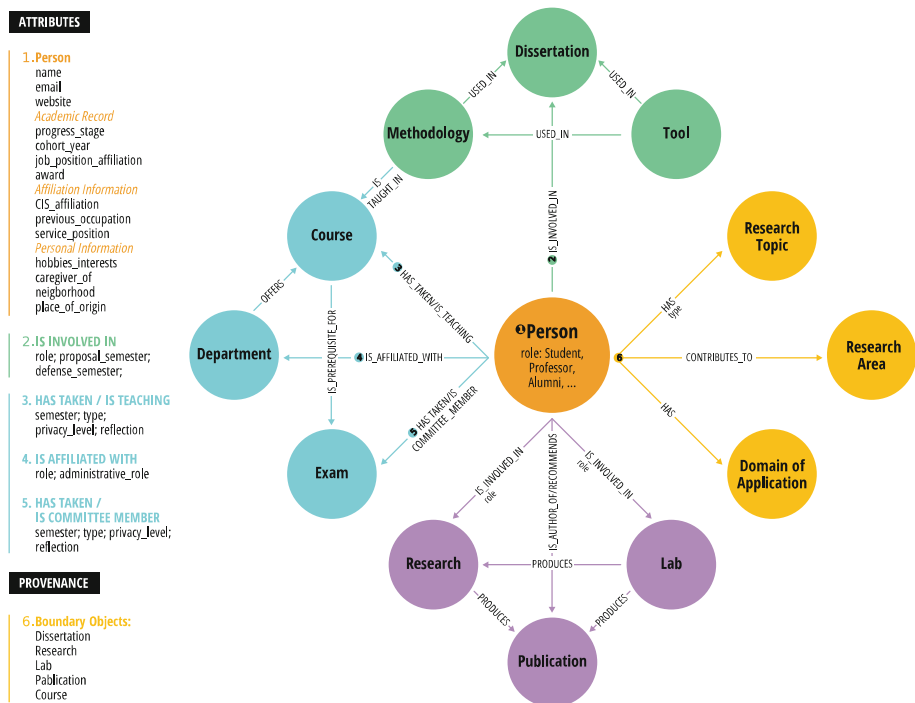 ATTRIBUTES
1.Person
name
email
website
Academic Record
progress_stage
cohort_year
job_position_affiliation
award
Affiliation Information
CIS_affiliation
previous_occupation
service_position
Personal Information
hobbies_interests
caregiver_of
neigborhood
place_of_origin
2.IS INVOLVED IN
role; proposal_semester;
defense_semester;
3. HAS TAKEN / IS TEACHING
semester; type;
privacy_level; reflection
4. IS AFFILIATED WITH
role; administrative_role
5. HAS TAKEN /
IS COMMITTEE MEMBER
semester; type; privacy_level;
reflection
PROVENANCE
6.Boundary Objects:
Dissertation
Research
Lab
Pablication
Course
Dissertation
USED_IN
USED_IN
Methodology
USED_IN
Tool
IS
TAUGHT_IN
2 IS_INVOLVED_IN
Course
3 HAS_TAKEN/IS_TEACHING
OFFERS
Department
IS_PREREQUISITE_FOR
4 IS_AFFILIATED_WITH
5 HAS TAKEN/IS
COMMITTEE_MEMBER
Exam
1Person
role: Student,
Professor,
Alumni, ...
6
Research
Topic
HAS
type
CONTRIBUTES_TO
Research
Area
HAS
Domain of
Application
IS_INVOLVED_IN
role
IS_AUTHOR_OF/RECOMMENDS
IS_INVOLVED_IN
role
Research
PRODUCES
Lab
PRODUCES
PRODUCES
Publication